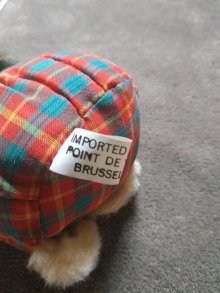 IMPORTED
POINT DE
BRUSSEL